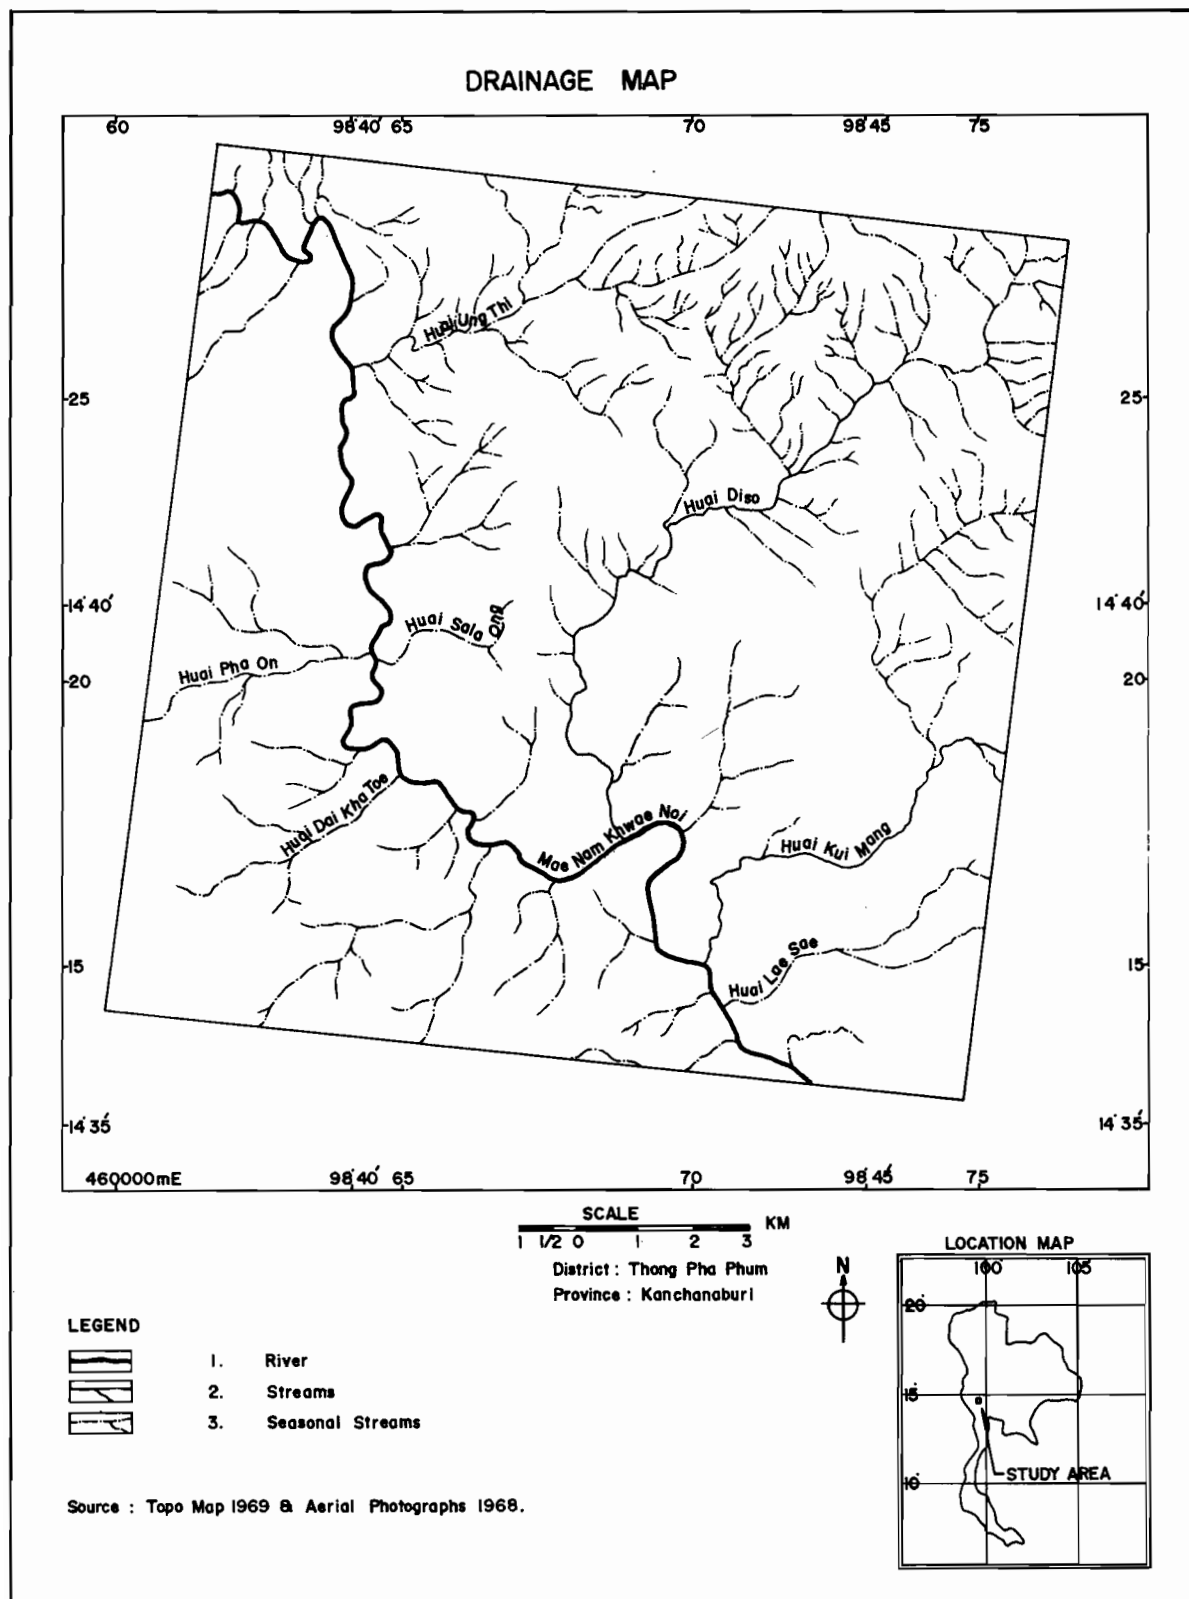 DRAINAGE MAP
60 98°40' 65 70 98°45' 75
Huai Ung Thi
25 25
Huai Diso
14°40' 14°40'
Huai Sala Ong
Huai Pha On
20 20
Huai Dai Kha Toe
Mae Nam Khwae Noi
Huai Kui Mang
Huai Lae Sae
15 15
14°35' 14°35'
460000mE 98°40' 65 70 98°45' 75
SCALE
KM
1 1/2 0 1 2 3
District : Thong Pha Phum
Province : Kanchanaburi
N
LOCATION MAP
100 105
20°
15°
10°
STUDY AREA
LEGEND
1. River
2. Streams
3. Seasonal Streams
Source : Topo Map 1969 & Aerial Photographs 1968.